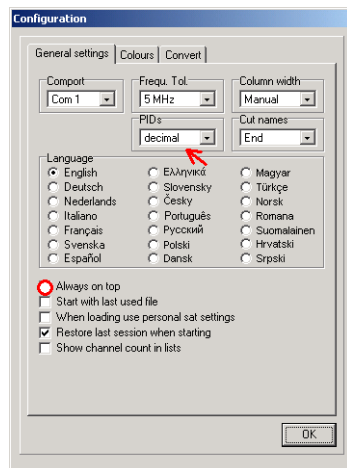 Configuration
General settings Colours Convert
Comport Frequ. Tol. Column width
Com 1 5 MHz Manual
PIDs Cut names
decimal End
Language
English Ελληνικά Magyar
Deutsch Slovensky Türkçe
Nederlands Česky Norsk
Italiano Português Romana
Français Русский Suomalainen
Svenska Polski Hrvatski
Español Dansk Srpski
Always on top
Start with last used file
When loading use personal sat settings
Restore last session when starting
Show channel count in lists
OK